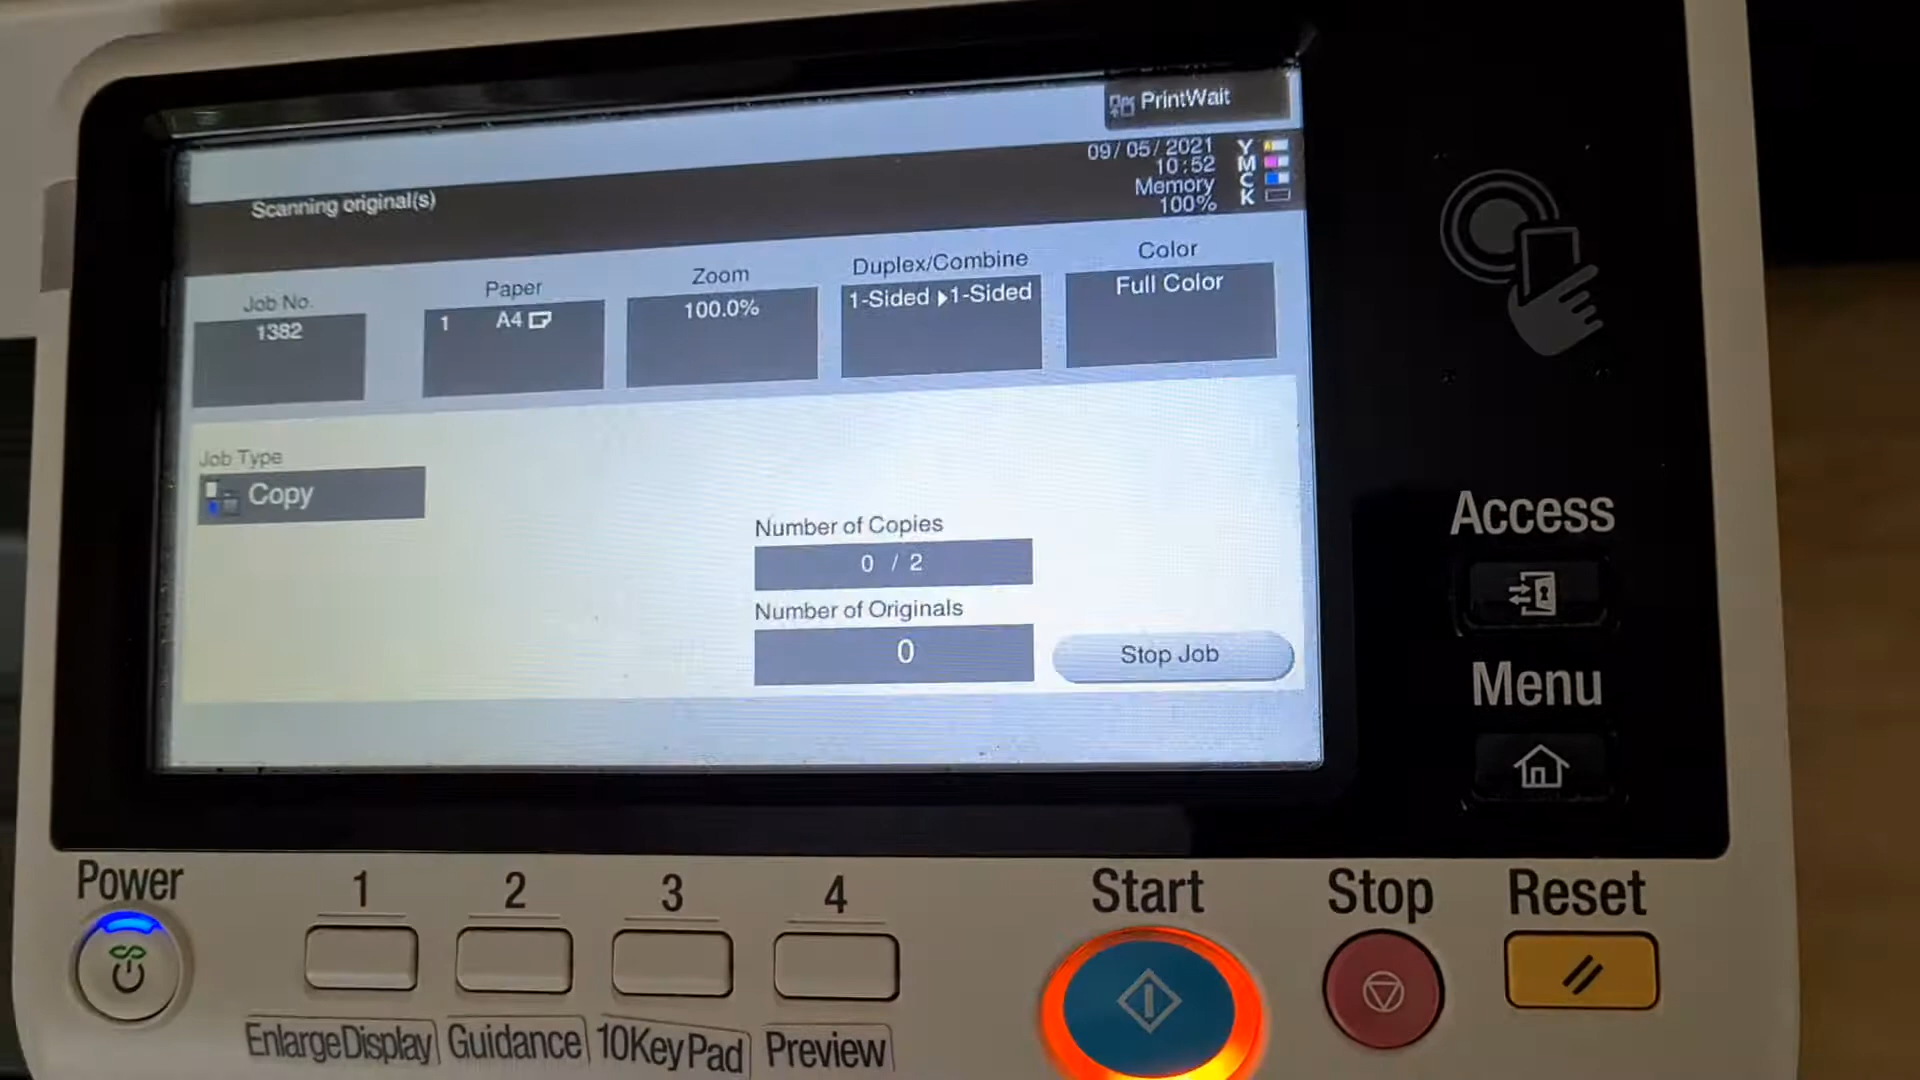 PrintWait
09/05/2021
10:52
Memory
100%
Y
M
C
K
Scanning original(s)
Job No.
1382
Paper
1 A4
Zoom
100.0%
Duplex/Combine
1-Sided ▶1-Sided
Color
Full Color
Job Type
Copy
Number of Copies
0 / 2
Number of Originals
0
Stop Job
Access
Menu
Power
1
2
3
4
Start
Stop
Reset
EnlargeDisplay
Guidance
10KeyPad
Preview